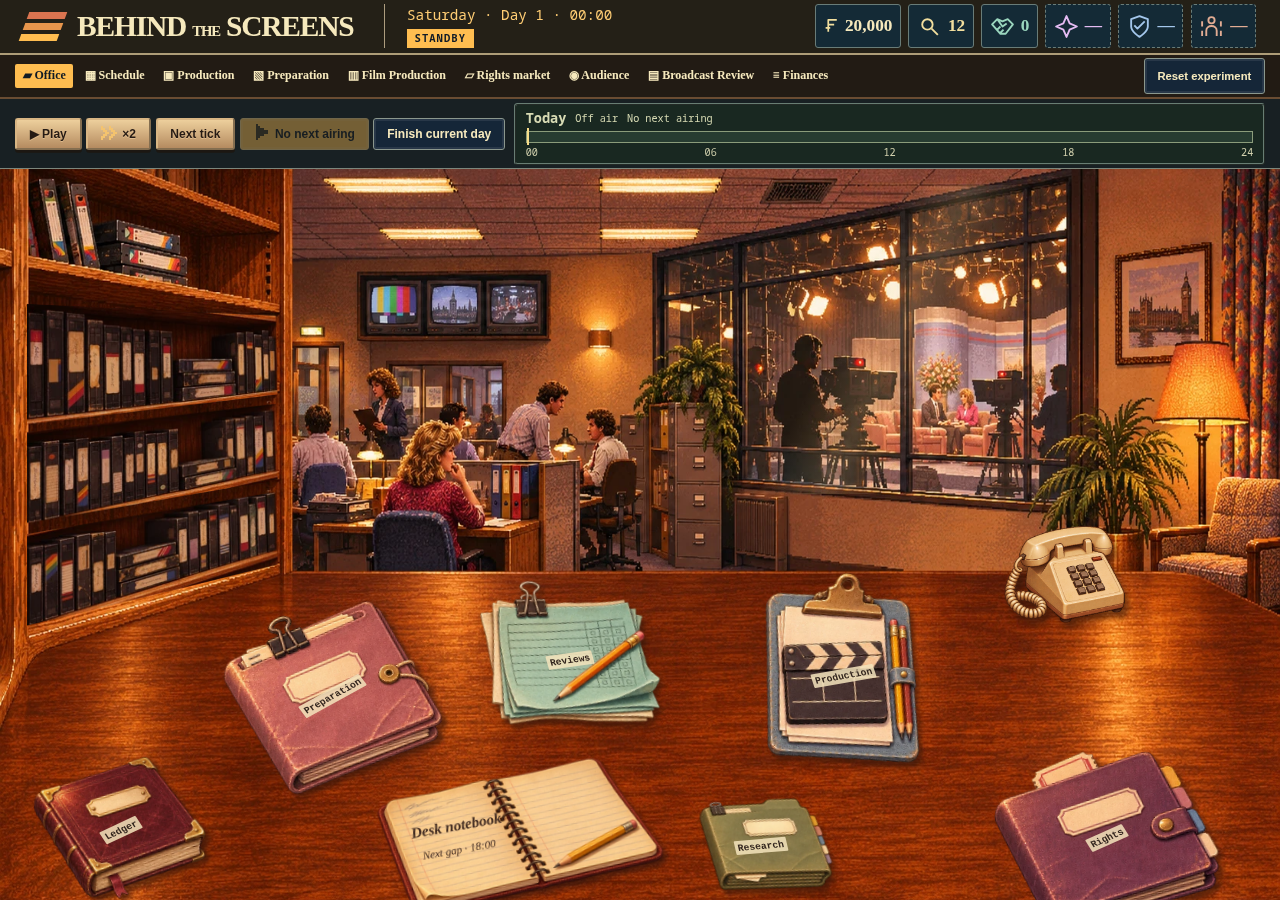 BEHIND THE SCREENS
Saturday · Day 1 · 00:00
STANDBY
₣ 20,000
12
0
—
—
—
Office
Schedule
Production
Preparation
Film Production
Rights market
Audience
Broadcast Review
Finances
Reset experiment
Play
×2
Next tick
No next airing
Finish current day
Today Off air No next airing
00 06 12 18 24
Preparation
Reviews
Production
Ledger
Desk notebook
Next gap · 18:00
Research
Rights